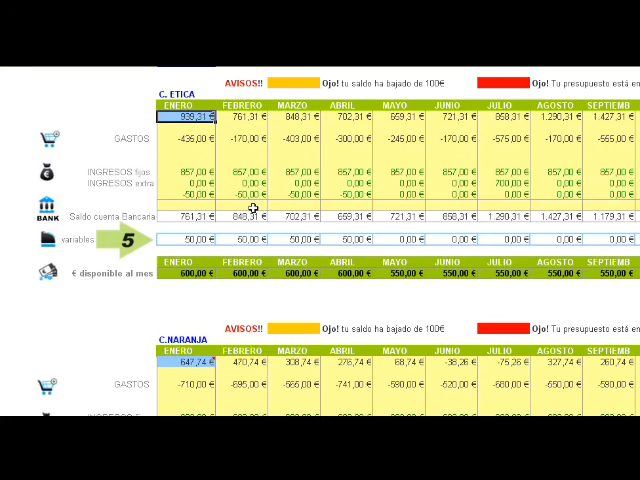 AVISOS!! Ojo! tu saldo ha bajado de 100€ Ojo! Tu presupuesto está en
C. ETICA
ENERO FEBRERO MARZO ABRIL MAYO JUNIO JULIO AGOSTO SEPTIEMB
939,31 € 761,31 € 848,31 € 702,31 € 659,31 € 721,31 € 858,31 € 1.290,31 € 1.427,31 €
GASTOS -435,00 € -170,00 € -403,00 € -300,00 € -245,00 € -170,00 € -575,00 € -170,00 € -555,00 €
INGRESOS fijos 857,00 € 857,00 € 857,00 € 857,00 € 857,00 € 857,00 € 857,00 € 857,00 € 857,00 €
INGRESOS extra 0,00 € 0,00 € 0,00 € 0,00 € 0,00 € 0,00 € 700,00 € 0,00 € 0,00 €
-50,00 € -50,00 € -50,00 € -50,00 € -50,00 € -50,00 € -50,00 € -50,00 € -50,00 €
BANK Saldo cuenta Bancaria 761,31 € 848,31 € 702,31 € 659,31 € 721,31 € 858,31 € 1.290,31 € 1.427,31 € 1.179,31 €
variables 5 50,00 € 50,00 € 50,00 € 50,00 € 0,00 € 0,00 € 0,00 € 0,00 € 0,00 €
ENERO FEBRERO MARZO ABRIL MAYO JUNIO JULIO AGOSTO SEPTIEMB
€ disponible al mes 600,00 € 600,00 € 600,00 € 600,00 € 550,00 € 550,00 € 550,00 € 550,00 € 550,00 €
AVISOS!! Ojo! tu saldo ha bajado de 100€ Ojo! Tu presupuesto está en
C.NARANJA
ENERO FEBRERO MARZO ABRIL MAYO JUNIO JULIO AGOSTO SEPTIEMB
647,74 € 470,74 € 308,74 € 276,74 € 68,74 € -38,26 € -75,26 € 327,74 € 260,74 €
GASTOS -710,00 € -695,00 € -565,00 € -741,00 € -590,00 € -520,00 € -680,00 € -550,00 € -590,00 €